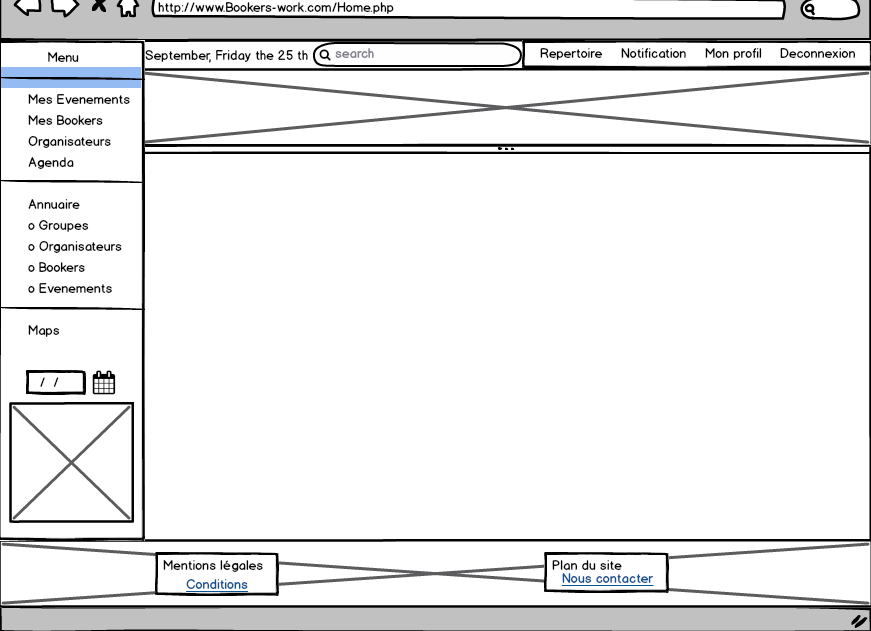 http://www.Bookers-work.com/Home.php
Menu
September, Friday the 25 th
search
Repertoire Notification Mon profil Deconnexion
Mes Evenements
Mes Bookers
Organisateurs
Agenda
Annuaire
o Groupes
o Organisateurs
o Bookers
o Evenements
Maps
/ /
Mentions légales
Conditions
Plan du site
Nous contacter